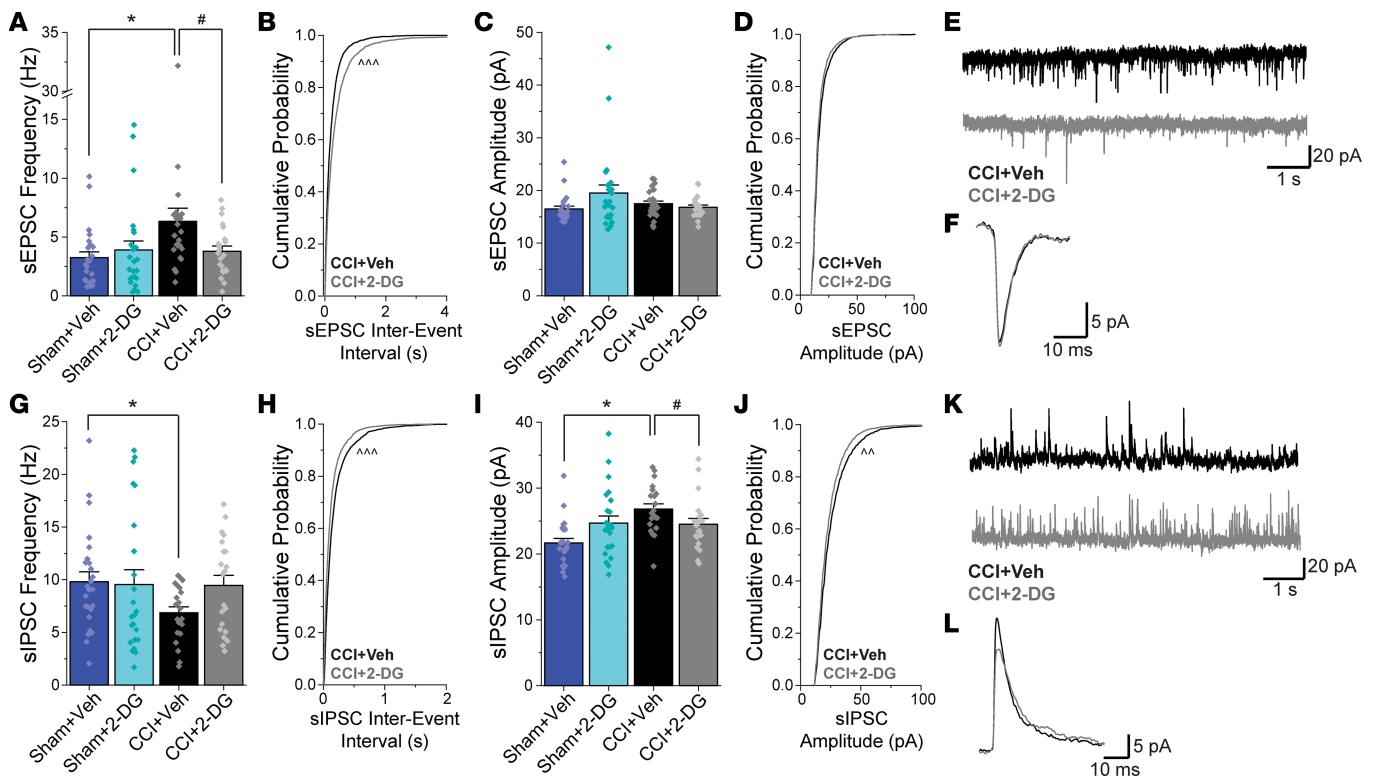 A
sEPSC Frequency (Hz)
35
30
15
10
5
0
*
#
Sham+Veh
Sham+2-DG
CCI+Veh
CCI+2-DG
B
Cumulative Probability
1.0
0.8
0.6
0.4
0.2
0.0
^^^
CCI+Veh
CCI+2-DG
0
2
4
sEPSC Inter-Event
Interval (s)
C
sEPSC Amplitude (pA)
50
40
30
20
10
0
Sham+Veh
Sham+2-DG
CCI+Veh
CCI+2-DG
D
Cumulative Probability
1.0
0.8
0.6
0.4
0.2
0.0
CCI+Veh
CCI+2-DG
0
50
100
sEPSC
Amplitude (pA)
E
20 pA
1 s
CCI+Veh
CCI+2-DG
F
5 pA
10 ms
G
sIPSC Frequency (Hz)
25
20
15
10
5
0
*
Sham+Veh
Sham+2-DG
CCI+Veh
CCI+2-DG
H
Cumulative Probability
1.0
0.8
0.6
0.4
0.2
0.0
^^^
CCI+Veh
CCI+2-DG
0
1
2
sIPSC Inter-Event
Interval (s)
I
sIPSC Amplitude (pA)
40
30
20
10
0
*
#
Sham+Veh
Sham+2-DG
CCI+Veh
CCI+2-DG
J
Cumulative Probability
1.0
0.8
0.6
0.4
0.2
0.0
^^
CCI+Veh
CCI+2-DG
0
50
100
sIPSC
Amplitude (pA)
K
20 pA
1 s
CCI+Veh
CCI+2-DG
L
5 pA
10 ms